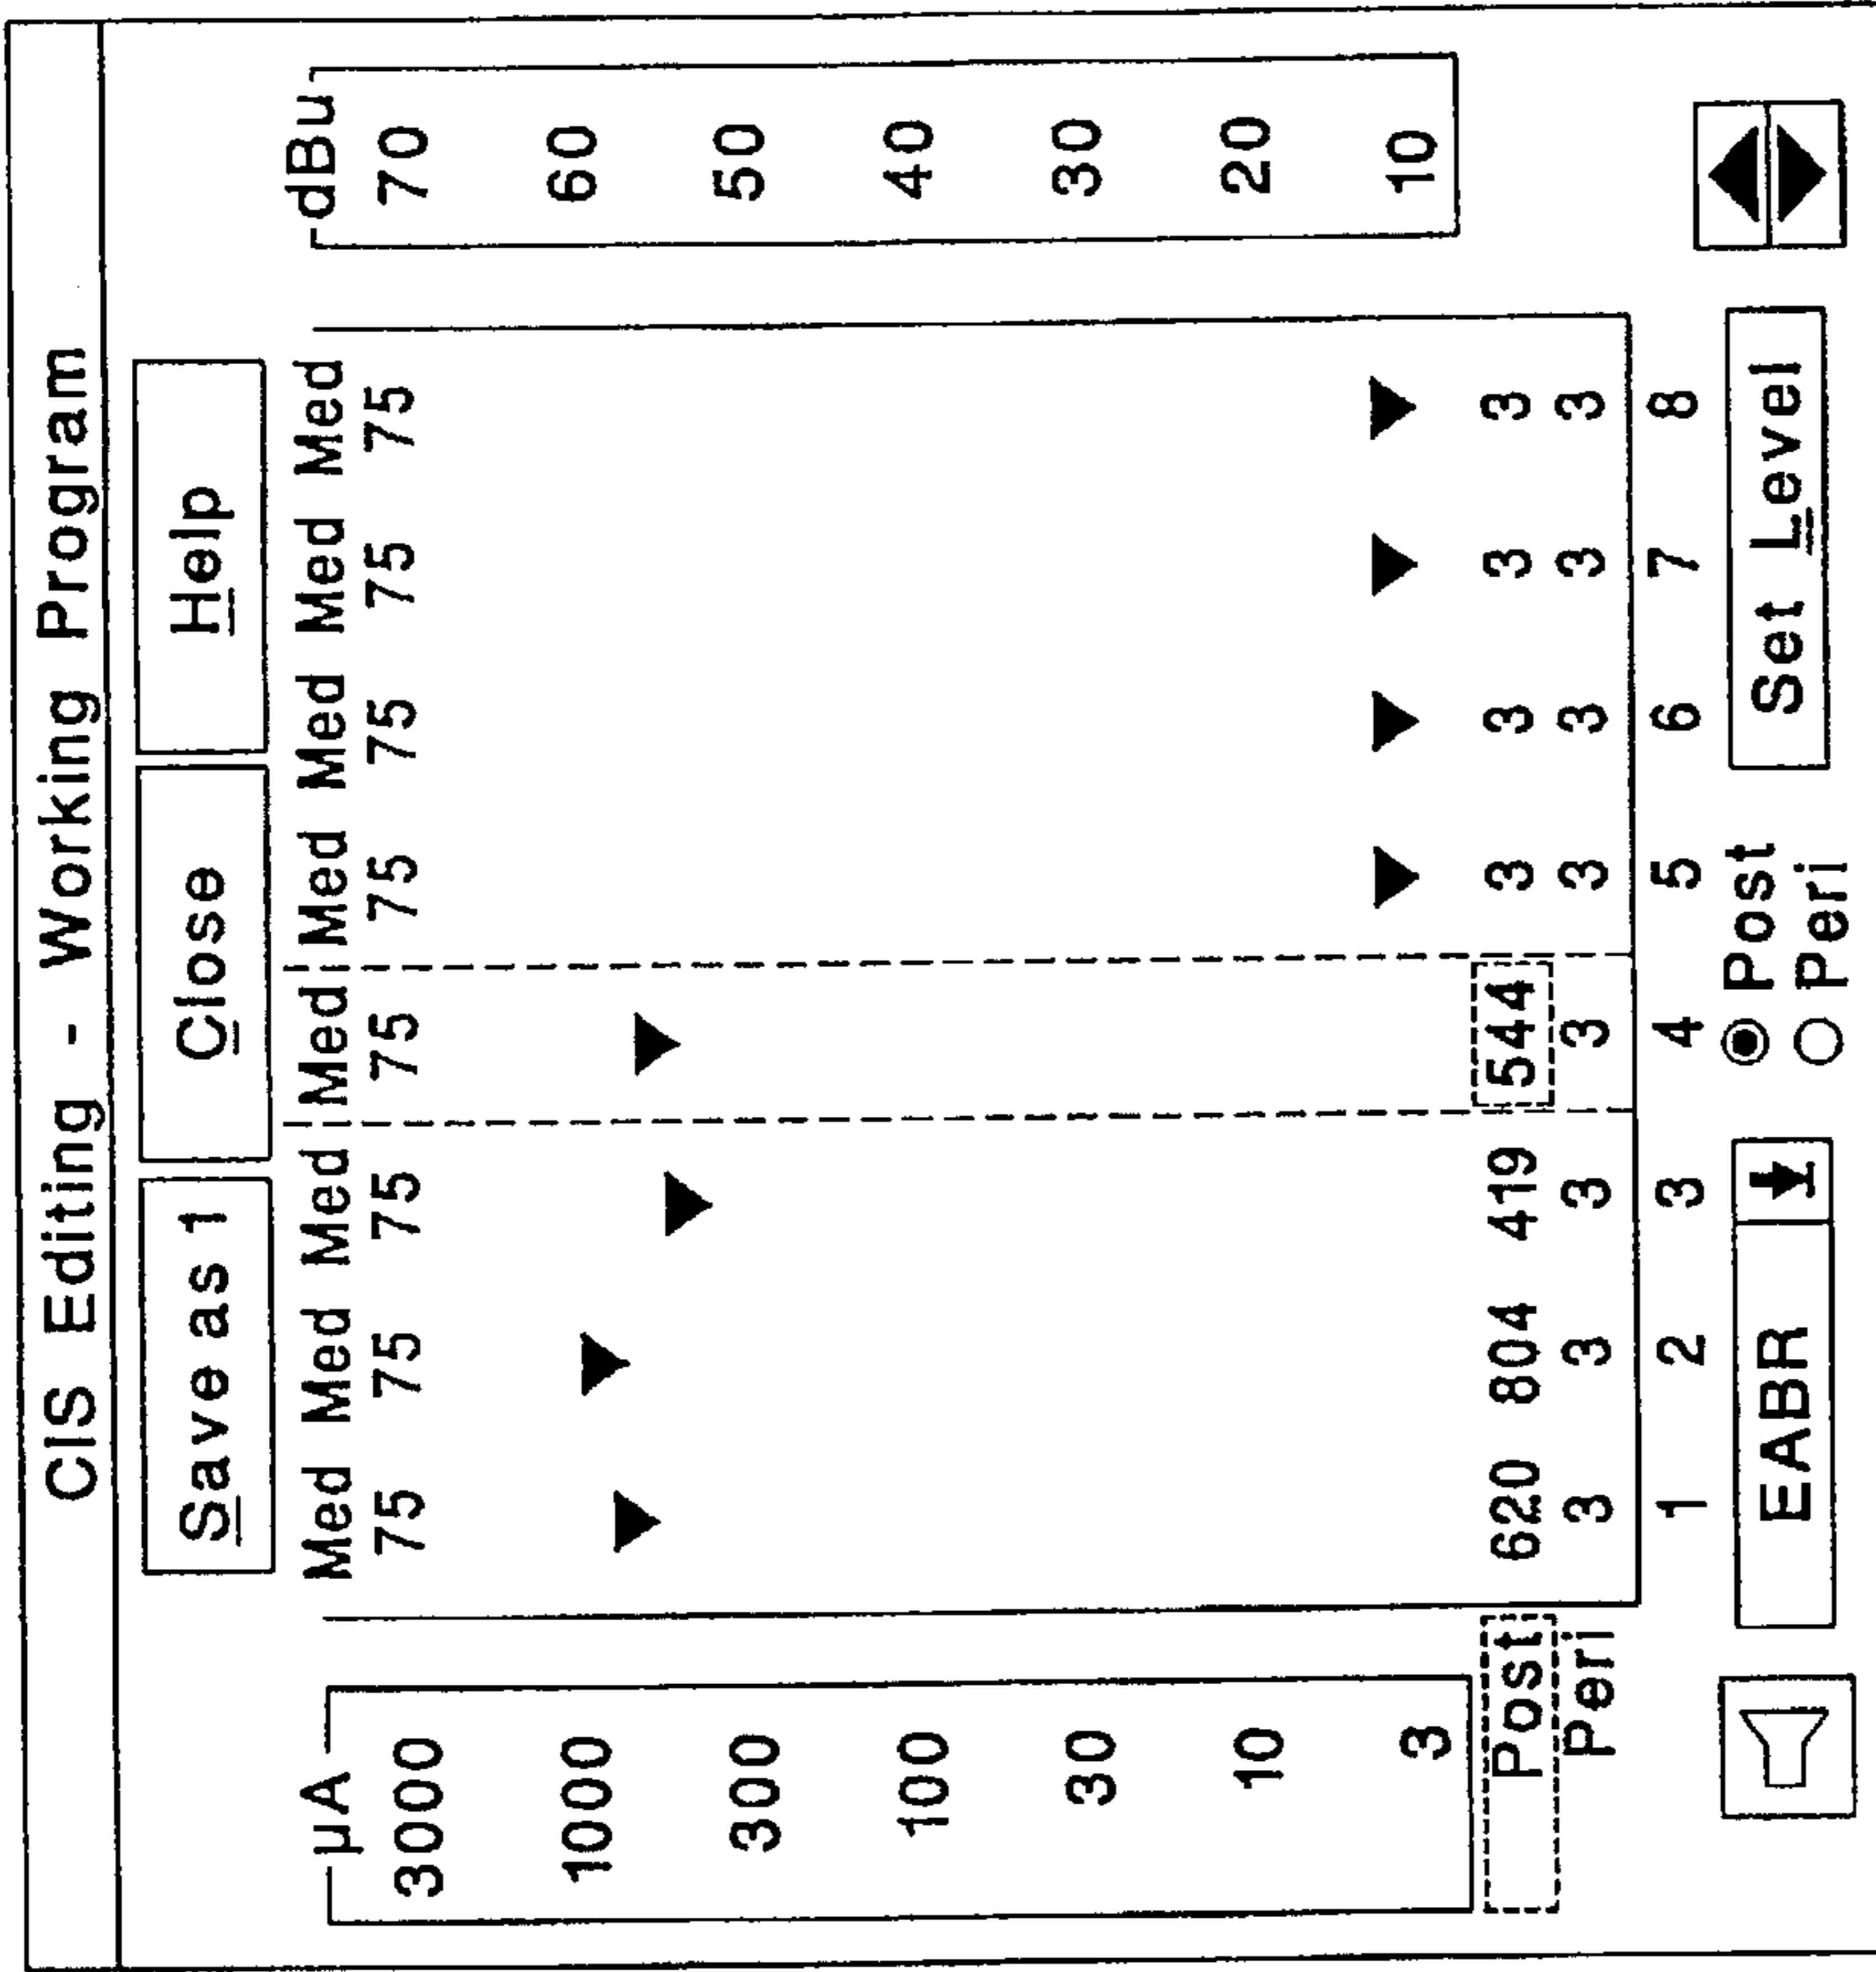 CIS Editing - Working Program
Save as 1 Close Help
µA Med Med Med Med Med Med Med Med dBu
3000 75 75 75 75 75 75 75 75 70
1000 60
300 50
100 40
30 30
10 20
3 10
Post 620 804 419 544 3 3 3 3
Peri 3 3 3 3 3 3 3 3
1 2 3 4 5 6 7 8
EABR Post Set Level
Peri